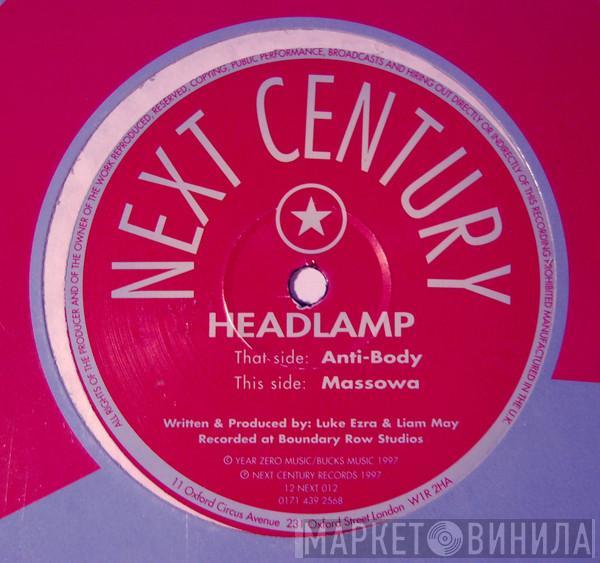 ALL RIGHTS OF THE PRODUCER AND OF THE OWNER OF THE WORK REPRODUCED, RESERVED, COPYING, PUBLIC PERFORMANCE, BROADCASTS AND HIRING OUT DIRECTLY OR INDIRECTLY OF THIS RECORDING PROHIBITED MANUFACTURED IN THE U.K.
NEXT CENTURY
HEADLAMP
That side: Anti-Body
This side: Massowa
Written & Produced by: Luke Ezra & Liam May
Recorded at Boundary Row Studios
© YEAR ZERO MUSIC/BUCKS MUSIC 1997
℗ NEXT CENTURY RECORDS 1997
12 NEXT 012
0171 439 2568
11 Oxford Circus Avenue 231 Oxford Street London W1R 2HA
МАРКЕТ ВИНИЛА